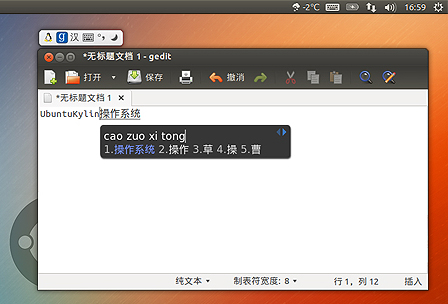 -2°C 16:59
汉
*无标题文档 1 - gedit
打开 保存 撤消
*无标题文档 1
UbuntuKylin操作系统
cao zuo xi tong
1.操作系统 2.操作 3.草 4.操 5.曹
纯文本 制表符宽度: 8 行 1，列 12 插入